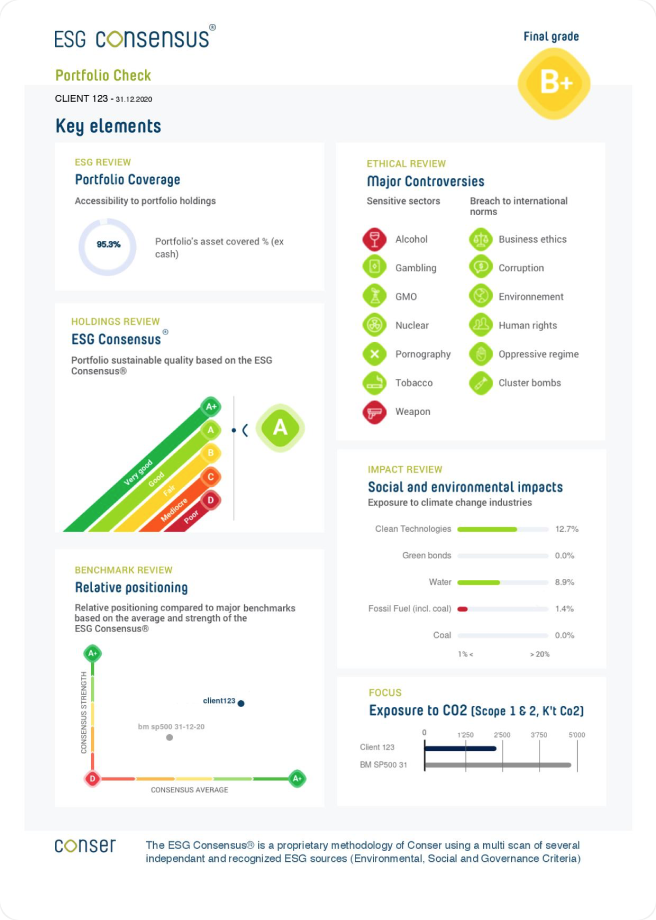 ESG consensus®
Final grade
B+
Portfolio Check
CLIENT 123 - 31.12.2020
Key elements
ESG REVIEW
Portfolio Coverage
Accessibility to portfolio holdings
95.3%
Portfolio's asset covered % (ex
cash)
HOLDINGS REVIEW
ESG Consensus®
Portfolio sustainable quality based on the ESG
Consensus®
A+
A
B
C
D
Very good
Good
Fair
Mediocre
Poor
A
BENCHMARK REVIEW
Relative positioning
Relative positioning compared to major benchmarks
based on the average and strength of the
ESG Consensus®
A+
CONSENSUS STRENGTH
client123
bm sp500 31-12-20
D
A+
CONSENSUS AVERAGE
ETHICAL REVIEW
Major Controversies
Sensitive sectors
Breach to international
norms
Alcohol
Business ethics
Gambling
Corruption
GMO
Environnement
Nuclear
Human rights
Pornography
Oppressive regime
Tobacco
Cluster bombs
Weapon
IMPACT REVIEW
Social and environmental impacts
Exposure to climate change industries
Clean Technologies 12.7%
Green bonds 0.0%
Water 8.9%
Fossil Fuel (incl. coal) 1.4%
Coal 0.0%
1% < > 20%
FOCUS
Exposure to CO2 (Scope 1 & 2, K't Co2)
0 1'250 2'500 3'750 5'000
Client 123
BM SP500 31
conser
The ESG Consensus® is a proprietary methodology of Conser using a multi scan of several
independant and recognized ESG sources (Environmental, Social and Governance Criteria)